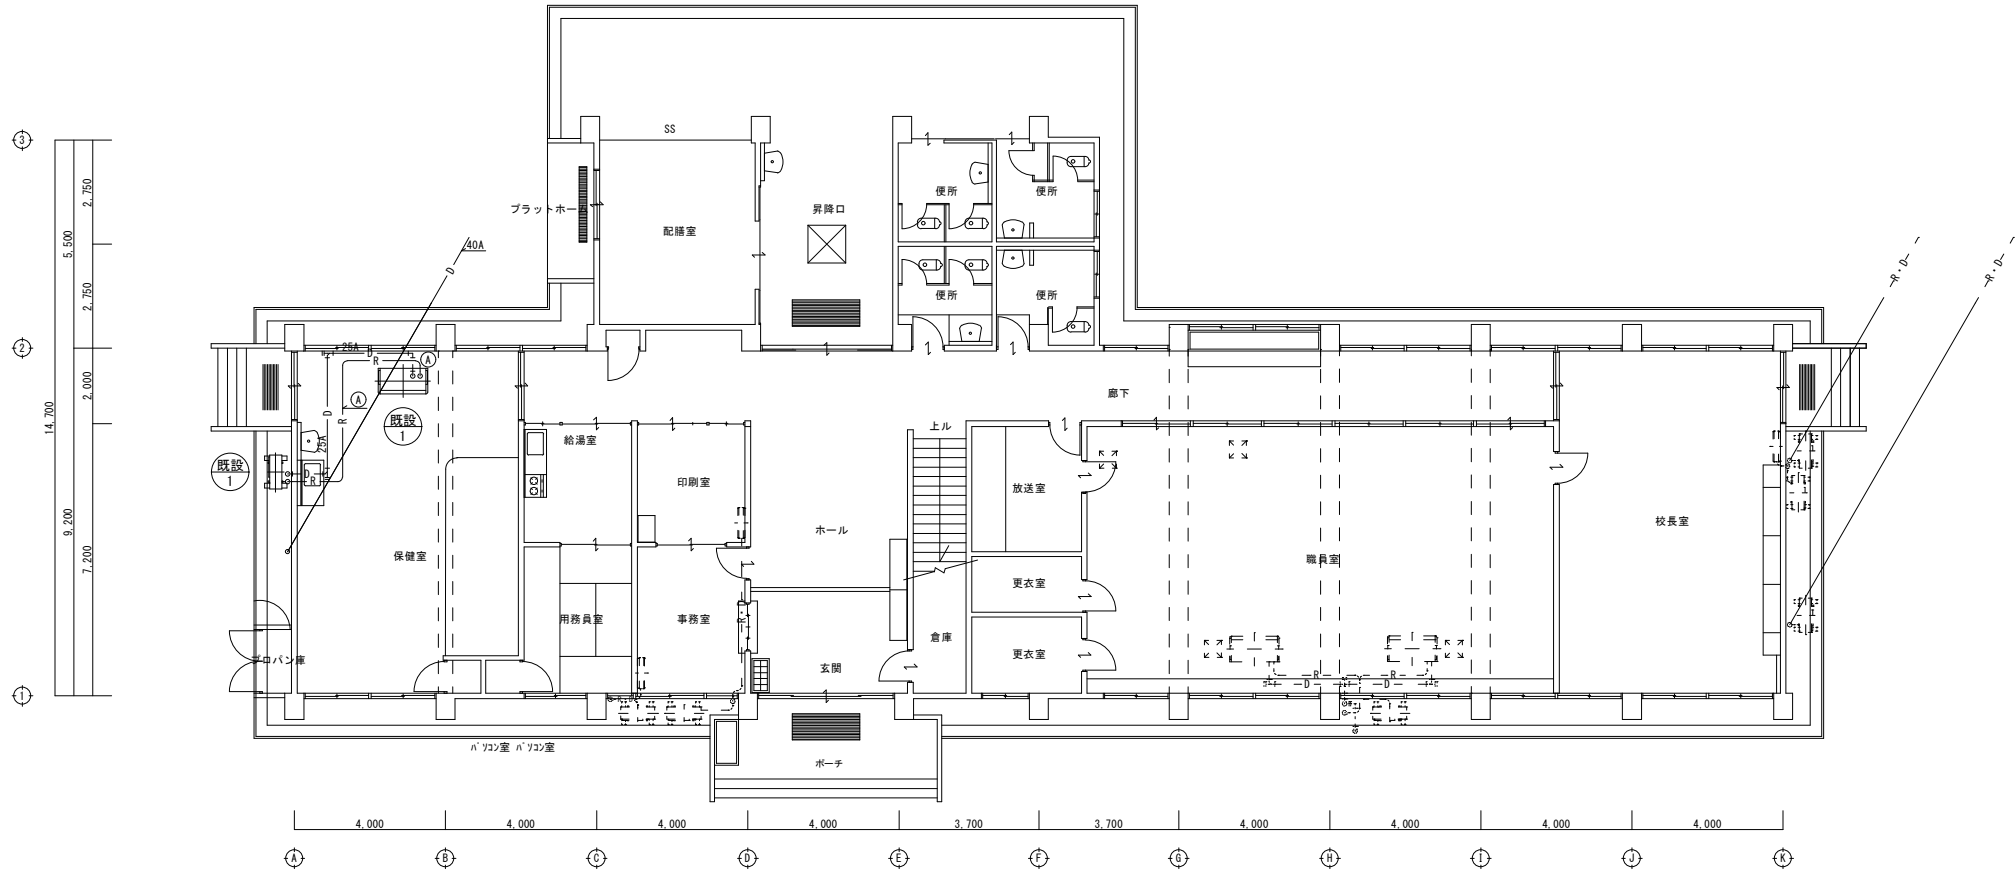 SS
3
2,750
便所
便所
プラットホーム
昇降口
配膳室
40A
5,500
D
R・D
R・D
2,750
便所
便所
2
25A
D
R
A
2,000
廊下
A
14,700
D
R
既設
1
上ル
給湯室
25A
既設
1
D
R
印刷室
放送室
9,200
校長室
ホール
7,200
保健室
職員室
更衣室
用務員室
事務室
R
倉庫
更衣室
プロパン庫
玄関
R
D
D
1
パソコン室 パソコン室
ポーチ
4,000
4,000
4,000
4,000
3,700
3,700
4,000
4,000
4,000
4,000
A
B
C
D
E
F
G
H
I
J
K